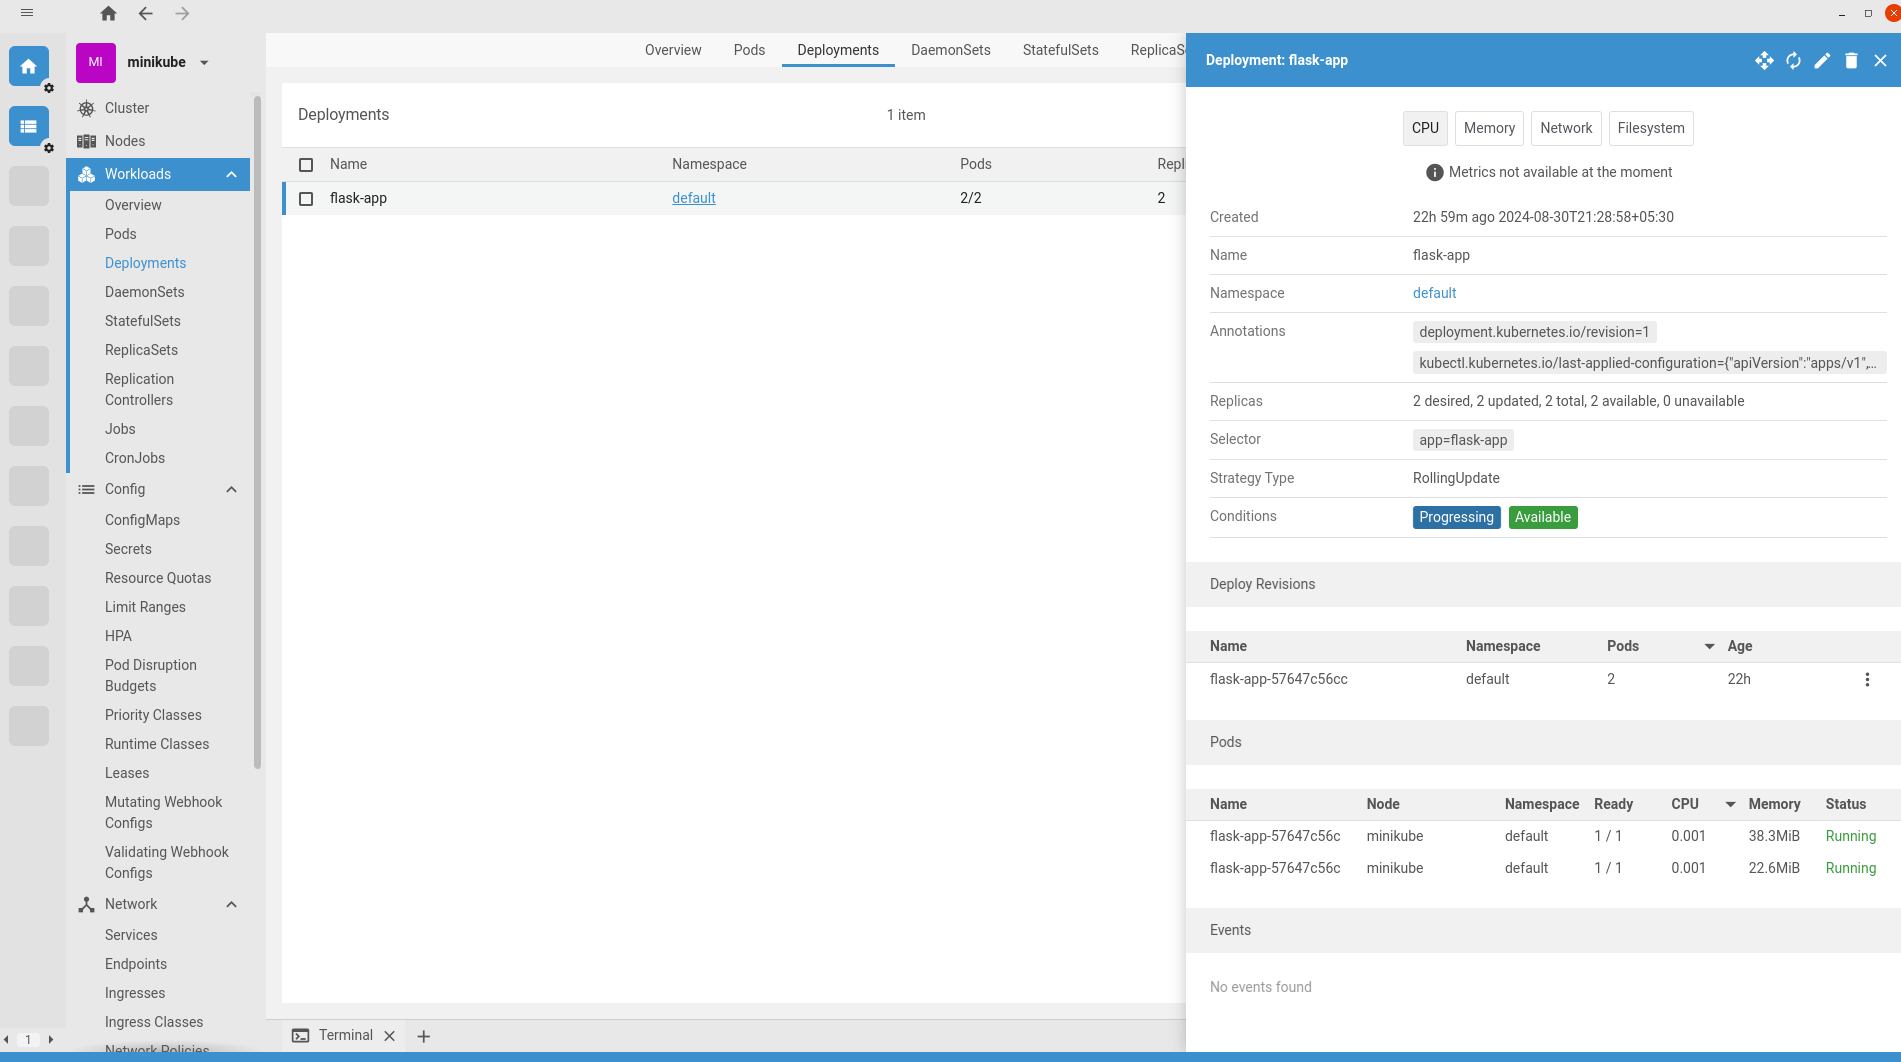 MI
minikube
Cluster
Nodes
Workloads
Overview
Pods
Deployments
DaemonSets
StatefulSets
ReplicaSets
Replication
Controllers
Jobs
CronJobs
Config
ConfigMaps
Secrets
Resource Quotas
Limit Ranges
HPA
Pod Disruption
Budgets
Priority Classes
Runtime Classes
Leases
Mutating Webhook
Configs
Validating Webhook
Configs
Network
Services
Endpoints
Ingresses
Ingress Classes
Network Policies
1
Overview Pods Deployments DaemonSets StatefulSets ReplicaS
Deployments 1 item
Name Namespace Pods Repli
flask-app default 2/2 2
Terminal
Deployment: flask-app
CPU Memory Network Filesystem
Metrics not available at the moment
Created 22h 59m ago 2024-08-30T21:28:58+05:30
Name flask-app
Namespace default
Annotations deployment.kubernetes.io/revision=1
kubectl.kubernetes.io/last-applied-configuration={"apiVersion":"apps/v1",...
Replicas 2 desired, 2 updated, 2 total, 2 available, 0 unavailable
Selector app=flask-app
Strategy Type RollingUpdate
Conditions Progressing Available
Deploy Revisions
Name Namespace Pods Age
flask-app-57647c56cc default 2 22h
Pods
Name Node Namespace Ready CPU Memory Status
flask-app-57647c56c minikube default 1 / 1 0.001 38.3MiB Running
flask-app-57647c56c minikube default 1 / 1 0.001 22.6MiB Running
Events
No events found